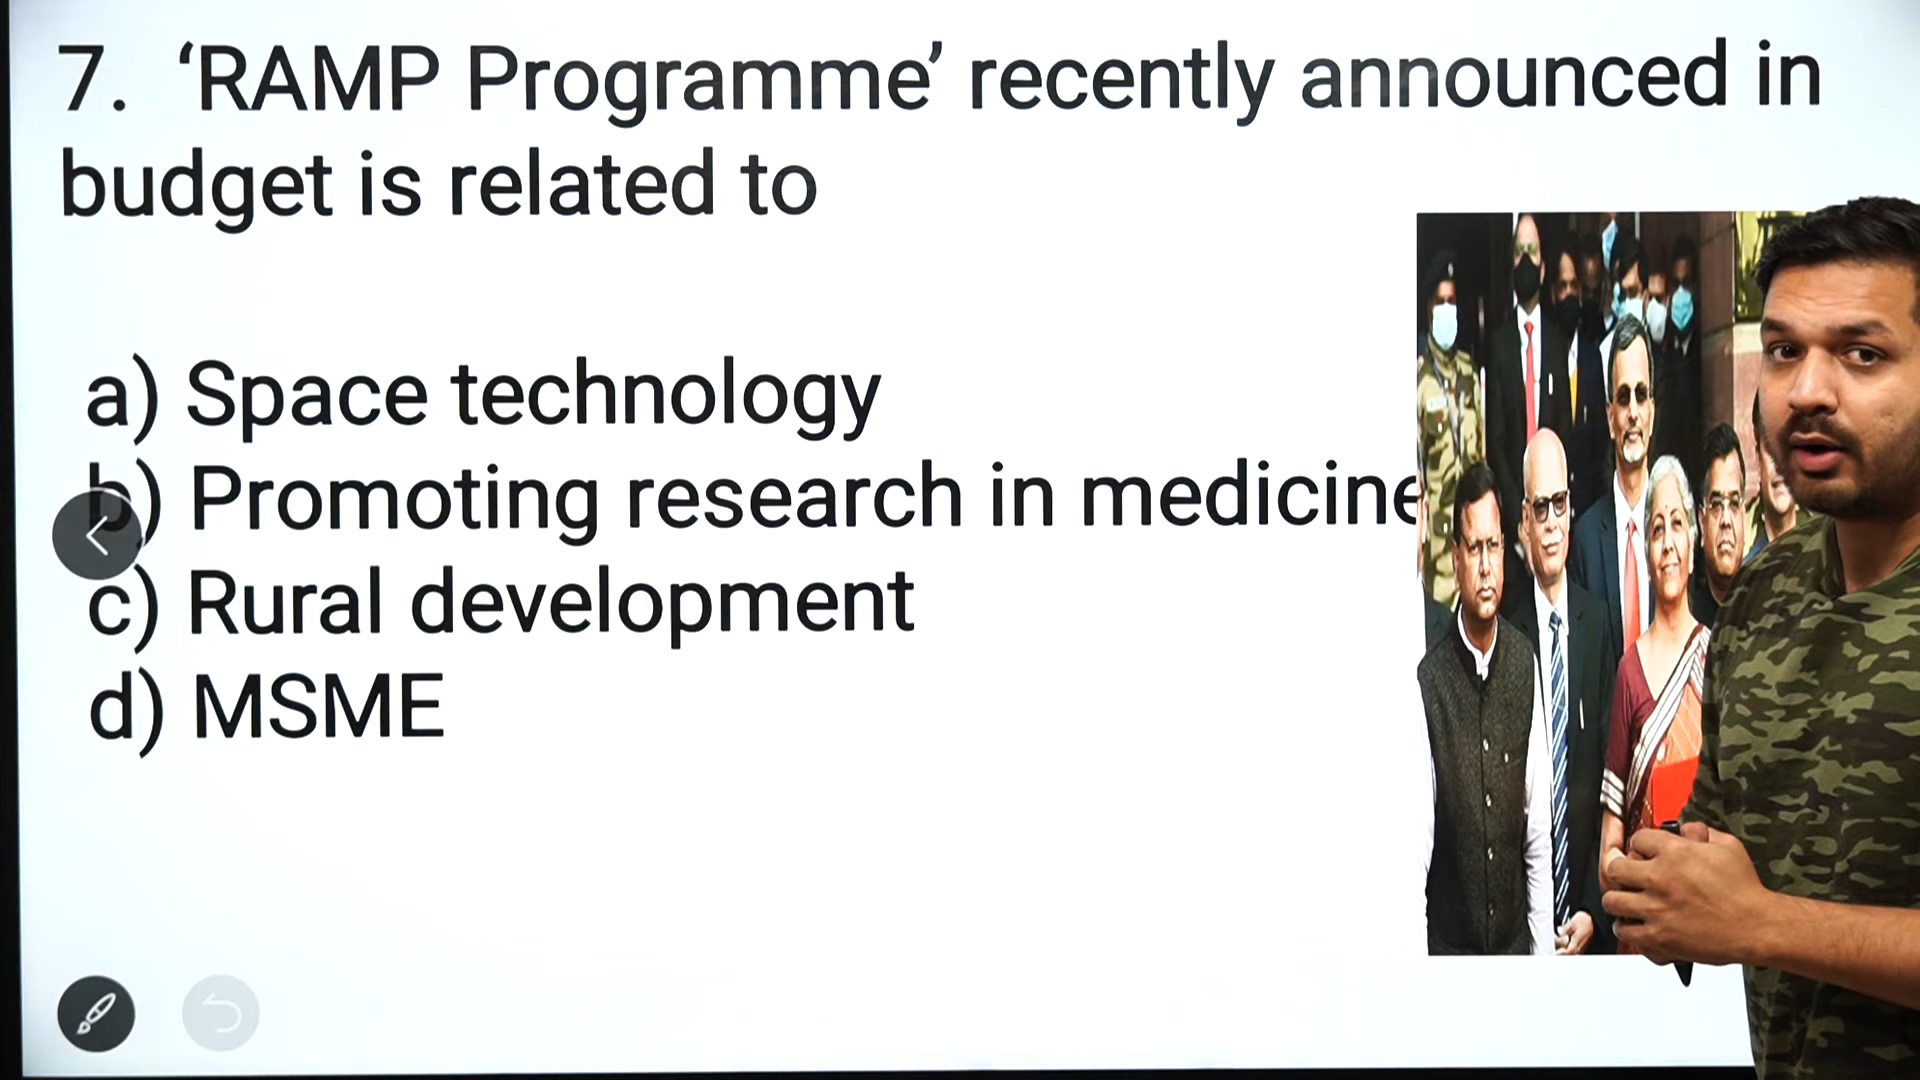 7. ‘RAMP Programme’ recently announced in
budget is related to
a) Space technology
b) Promoting research in medicine
c) Rural development
d) MSME